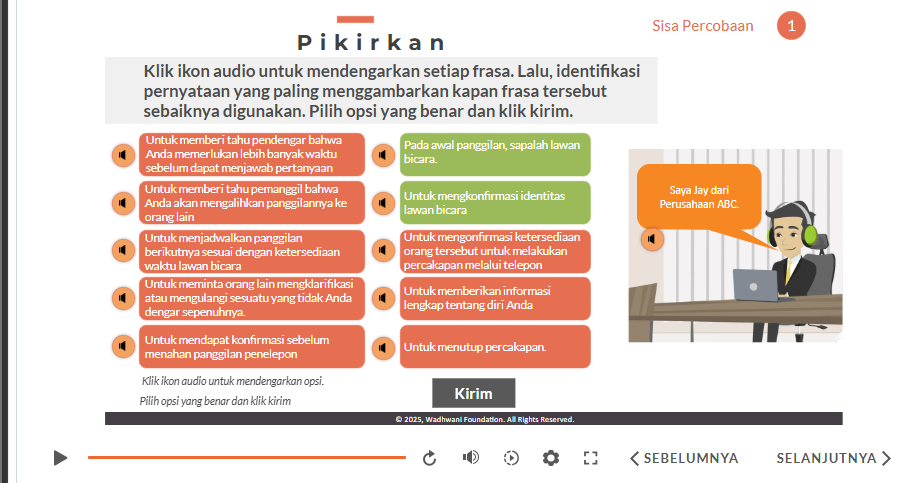 Sisa Percobaan 1
Pikirkan
Klik ikon audio untuk mendengarkan setiap frasa. Lalu, identifikasi
pernyataan yang paling menggambarkan kapan frasa tersebut
sebaiknya digunakan. Pilih opsi yang benar dan klik kirim.
Untuk memberi tahu pendengar bahwa
Anda memerlukan lebih banyak waktu
sebelum dapat menjawab pertanyaan
Pada awal panggilan, sapalah lawan
bicara.
Untuk memberi tahu pemanggil bahwa
Anda akan mengalihkan panggilannya ke
orang lain
Untuk mengkonfirmasi identitas
lawan bicara
Untuk menjadwalkan panggilan
berikutnya sesuai dengan ketersediaan
waktu lawan bicara
Untuk mengonfirmasi ketersediaan
orang tersebut untuk melakukan
percakapan melalui telepon
Untuk meminta orang lain mengklarifikasi
atau mengulangi sesuatu yang tidak Anda
dengar sepenuhnya.
Untuk memberikan informasi
lengkap tentang diri Anda
Untuk mendapat konfirmasi sebelum
menahan panggilan penelepon
Untuk menutup percakapan.
Saya Jay dari
Perusahaan ABC.
Klik ikon audio untuk mendengarkan opsi.
Pilih opsi yang benar dan klik kirim
Kirim
© 2025, Wadhwani Foundation. All Rights Reserved.
SEBELUMNYA
SELANJUTNYA